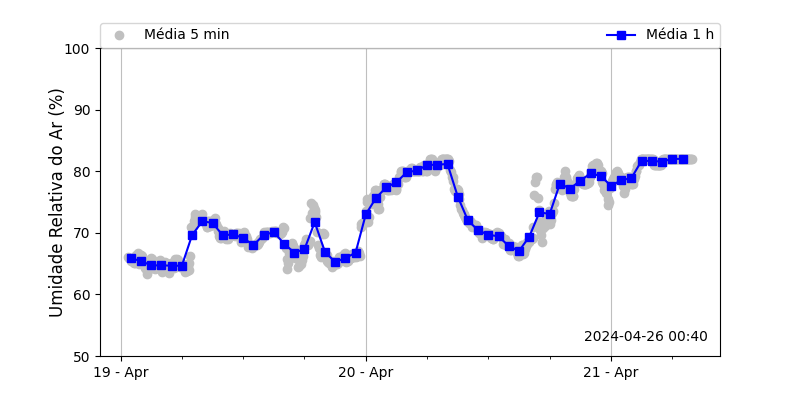 Média 5 min
Média 1 h
Umidade Relativa do Ar (%)
100
90
80
70
60
50
2024-04-26 00:40
19 - Apr
20 - Apr
21 - Apr